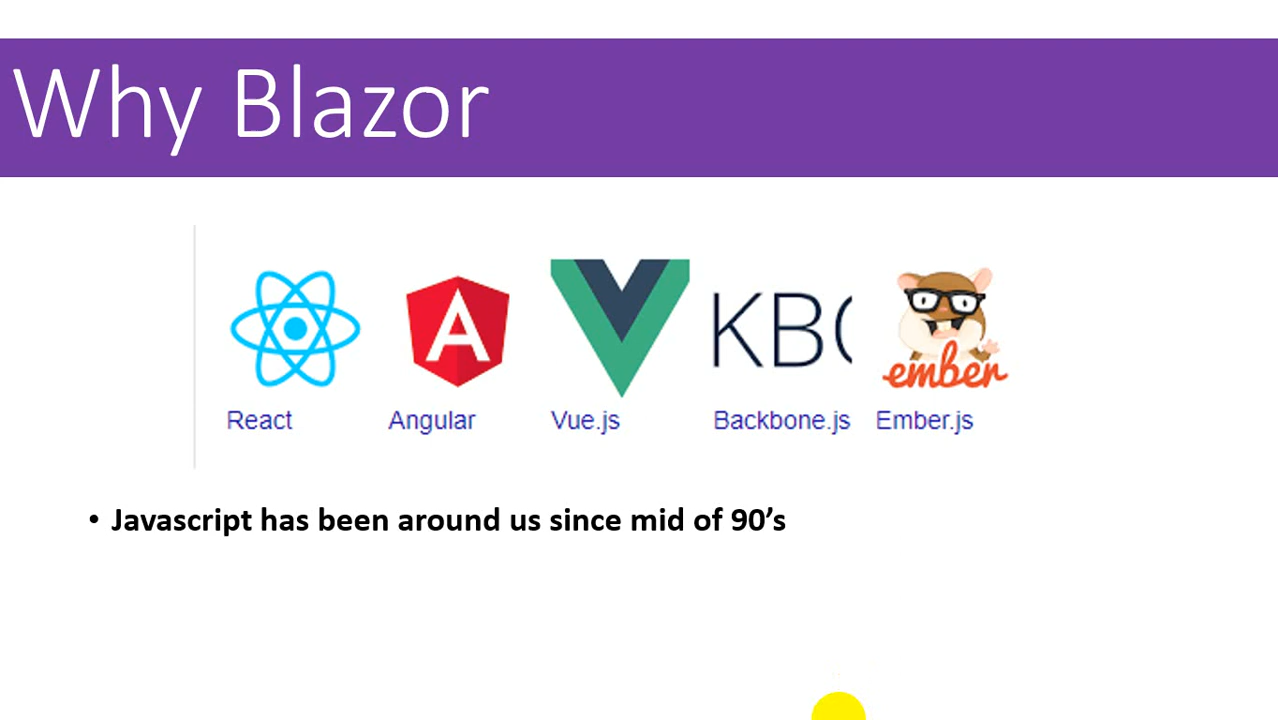 Why Blazor
KBC
ember
React Angular Vue.js Backbone.js Ember.js
• Javascript has been around us since mid of 90’s